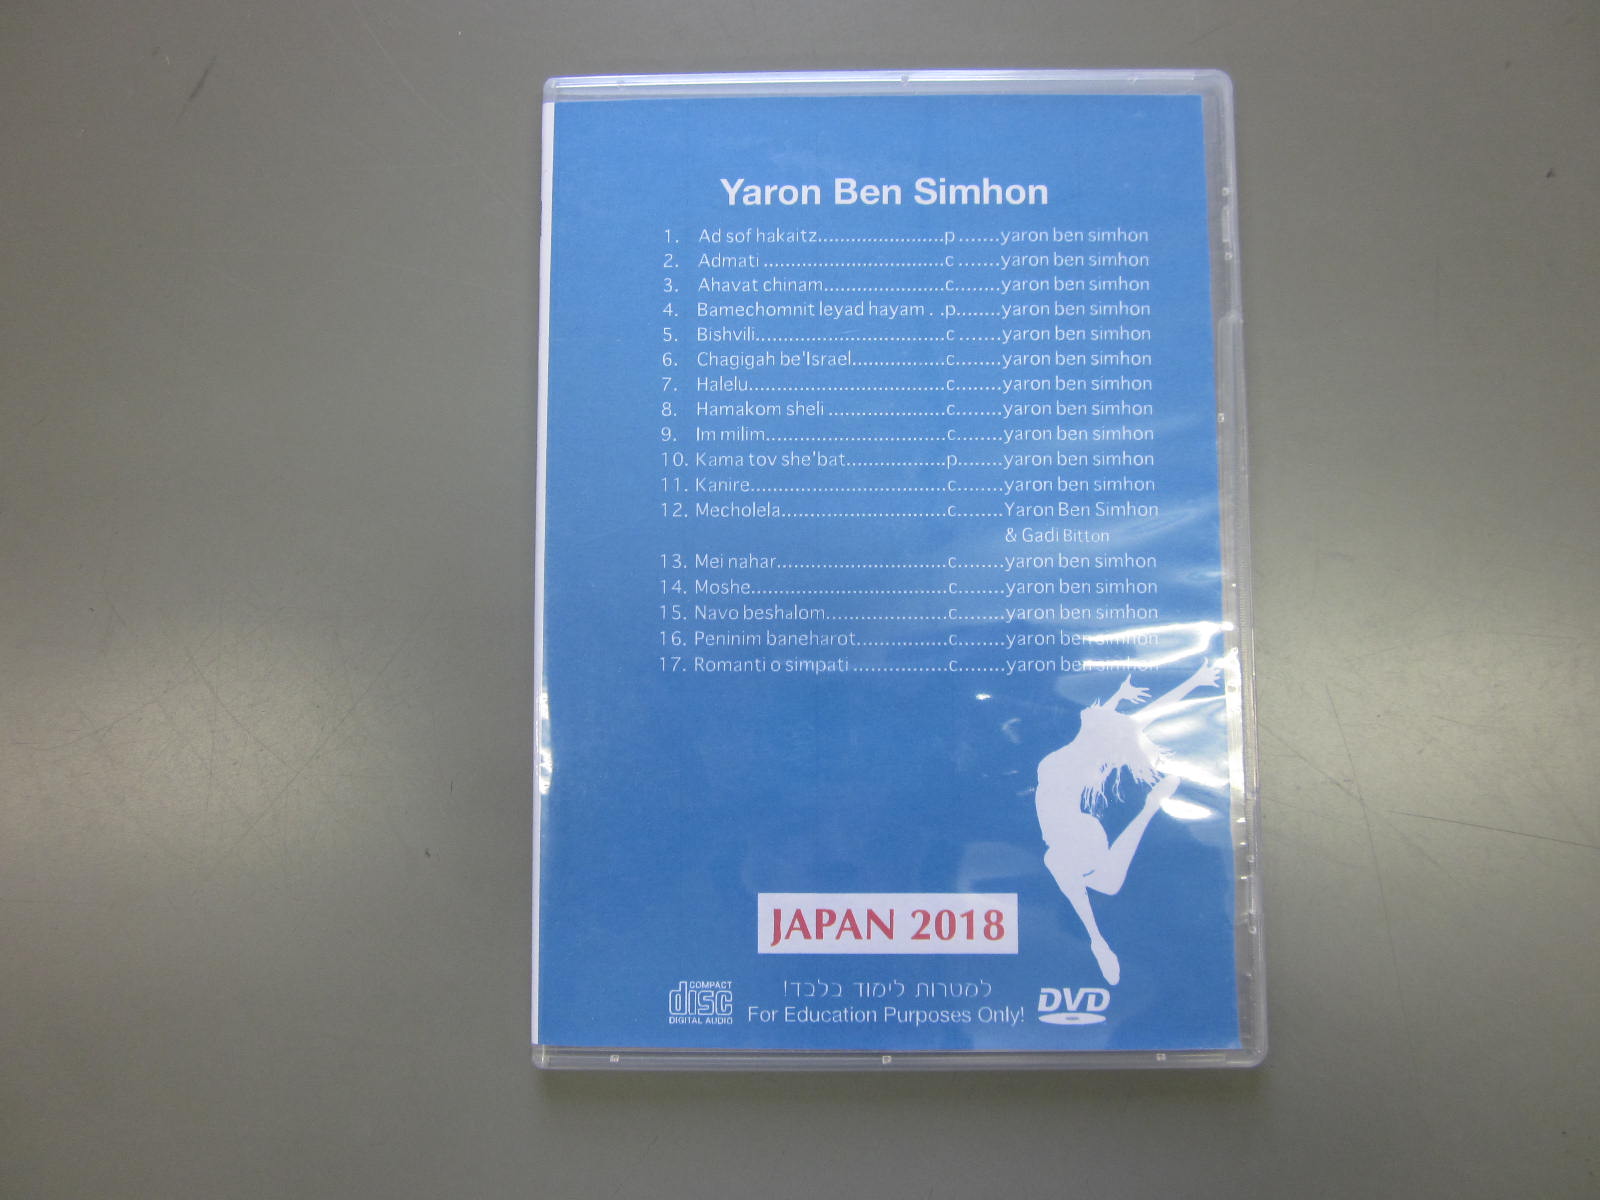 Yaron Ben Simhon
1. Ad sof hakaitz.......................p.......yaron ben simhon
2. Admati...............................c.......yaron ben simhon
3. Ahavat chinam.....................c........yaron ben simhon
4. Bamechomnit leyad hayam . .p........yaron ben simhon
5. Bishvili................................c.......yaron ben simhon
6. Chagigah be'Israel................c........yaron ben simhon
7. Halelu..................................c........yaron ben simhon
8. Hamakom sheli....................c........yaron ben simhon
9. Im milim...............................c........yaron ben simhon
10. Kama tov she'bat.................p........yaron ben simhon
11. Kanire..................................c........yaron ben simhon
12. Mecholela............................c........Yaron Ben Simhon
& Gadi Bitton
13. Mei nahar.............................c........yaron ben simhon
14. Moshe..................................c........yaron ben simhon
15. Navo beshalom.....................c........yaron ben simhon
16. Peninim baneharot...............c........yaron ben simhon
17. Romanti o simpati................c........yaron ben simhon
JAPAN 2018
למטרות לימוד בלבד!
COMPACT disc DIGITAL AUDIO For Education Purposes Only! DVD